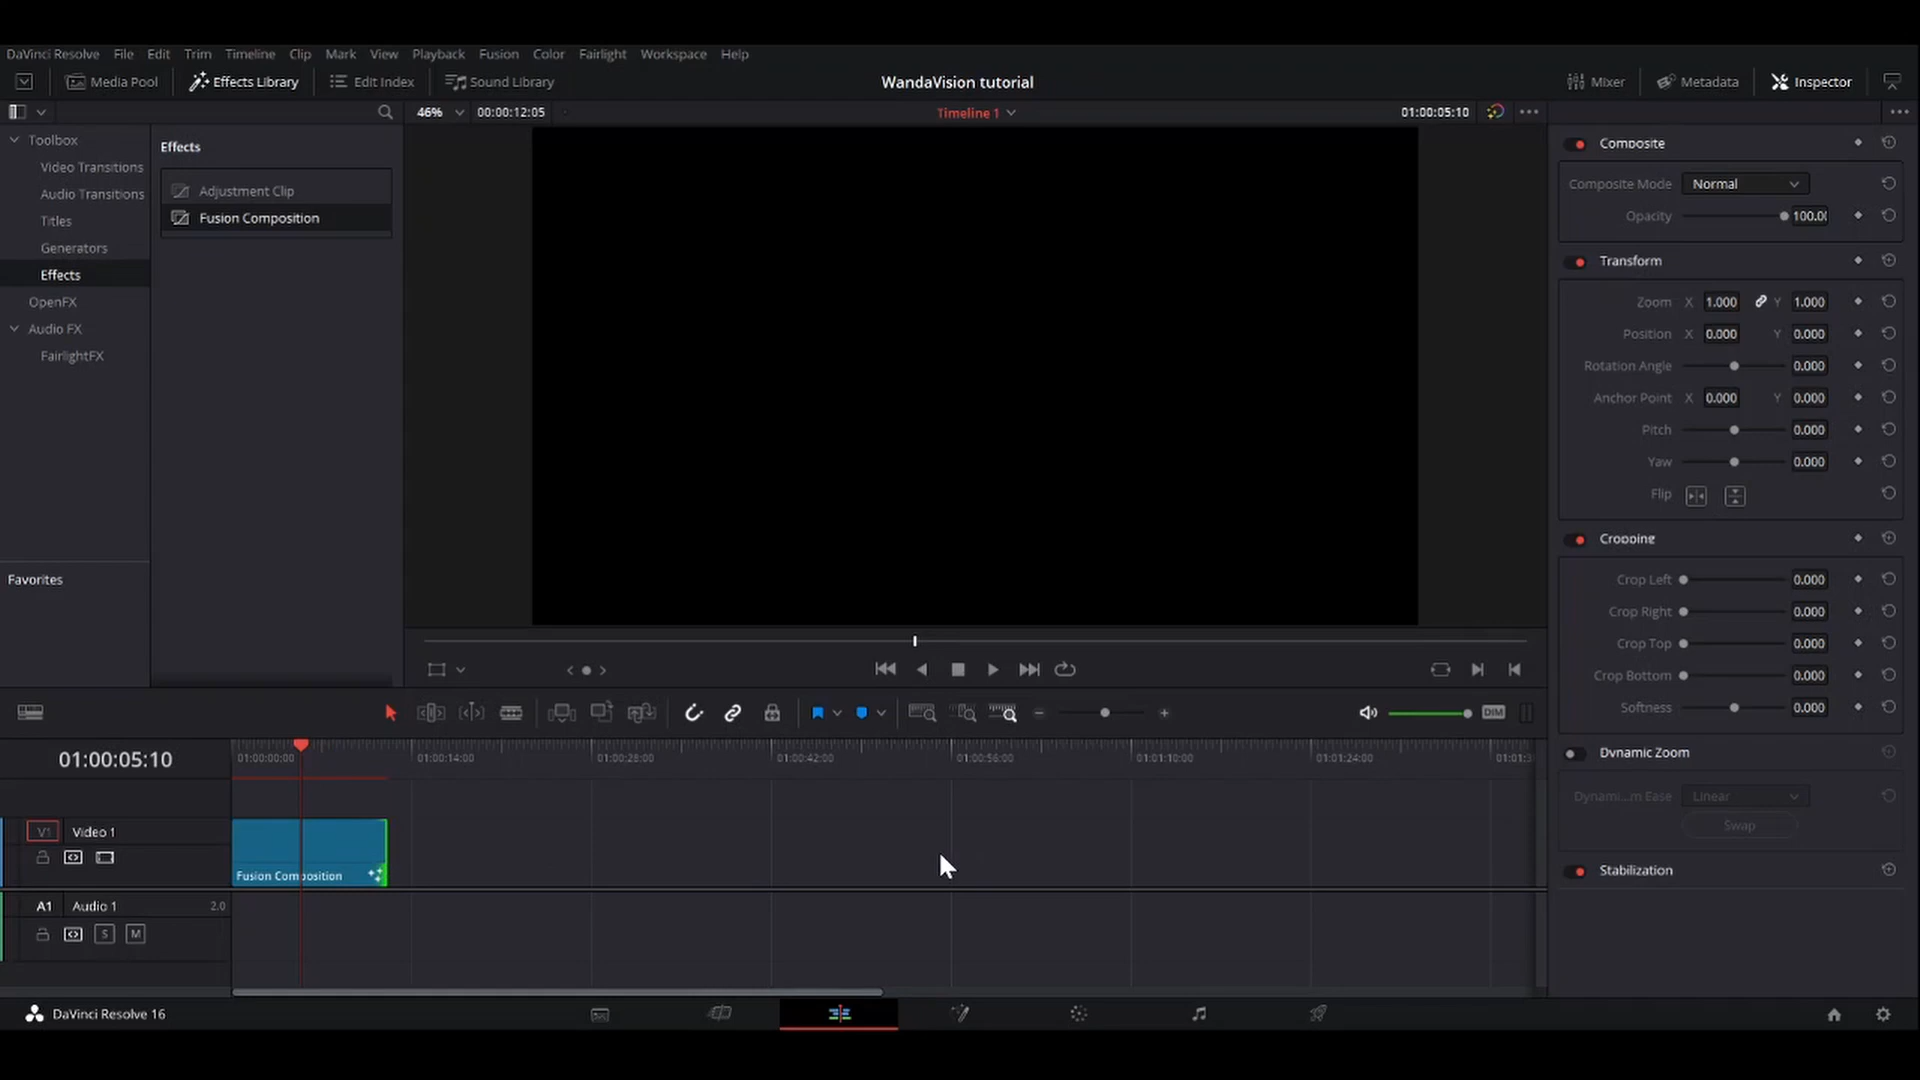 DaVinci Resolve File Edit Trim Timeline Clip Mark View Playback Fusion Color Fairlight Workspace Help
Media Pool Effects Library Edit Index Sound Library WandaVision tutorial Mixer Metadata Inspector
46% 00:00:12:05 Timeline 1 01:00:05:10
Toolbox
Video Transitions
Audio Transitions
Titles
Generators
Effects
OpenFX
Audio FX
FairlightFX
Favorites
Effects
Adjustment Clip
Fusion Composition
Composite
Composite Mode Normal
Opacity 100.00
Transform
Zoom X 1.000 Y 1.000
Position X 0.000 Y 0.000
Rotation Angle 0.000
Anchor Point X 0.000 Y 0.000
Pitch 0.000
Yaw 0.000
Flip
Cropping
Crop Left 0.000
Crop Right 0.000
Crop Top 0.000
Crop Bottom 0.000
Softness 0.000
Dynamic Zoom
Dynami...m Ease Linear
Swap
Stabilization
DIM
01:00:05:10
01:00:00:00 01:00:14:00 01:00:28:00 01:00:42:00 01:00:56:00 01:01:10:00 01:01:24:00 01:01:3
V1 Video 1
Fusion Composition
A1 Audio 1 2.0
S M
DaVinci Resolve 16